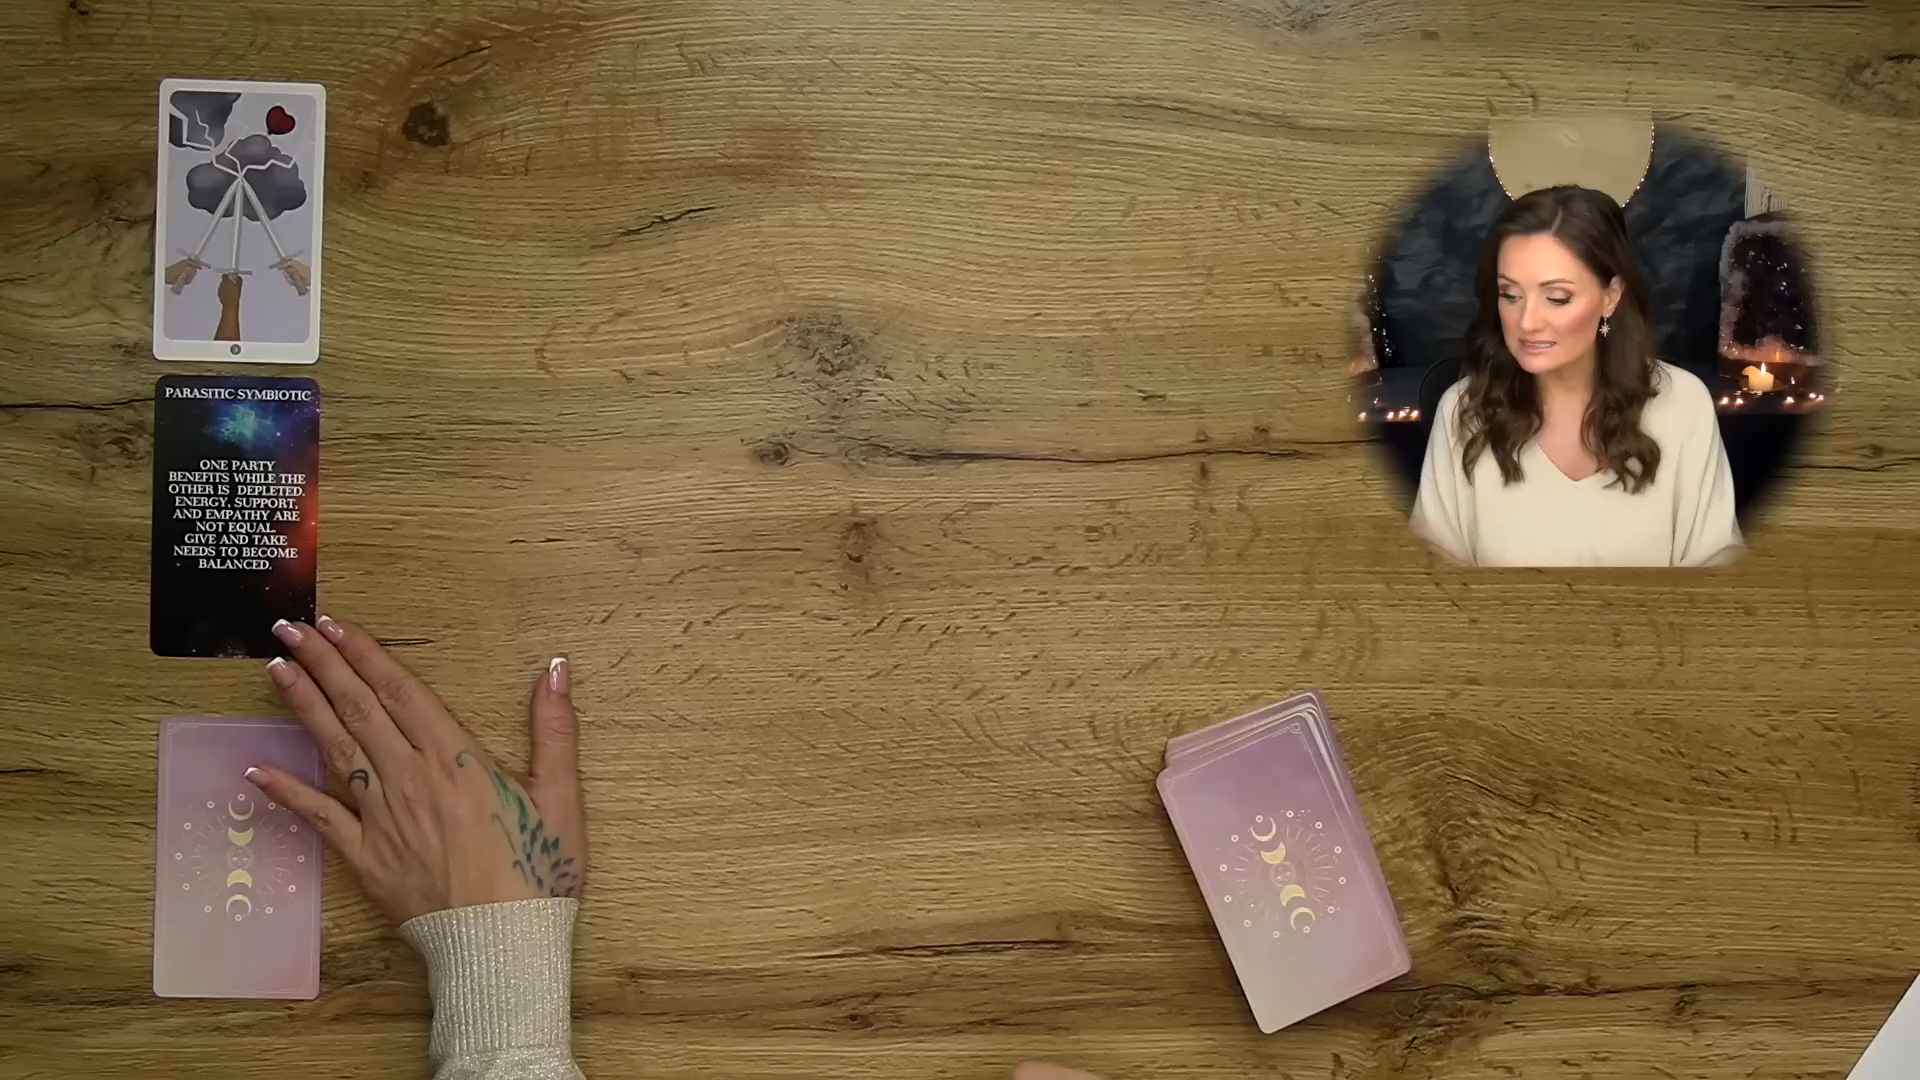 PARASITIC SYMBIOTIC
ONE PARTY
BENEFITS WHILE THE
OTHER IS DEPLETED.
ENERGY, SUPPORT,
AND EMPATHY ARE
NOT EQUAL.
GIVE AND TAKE
NEEDS TO BECOME
BALANCED.